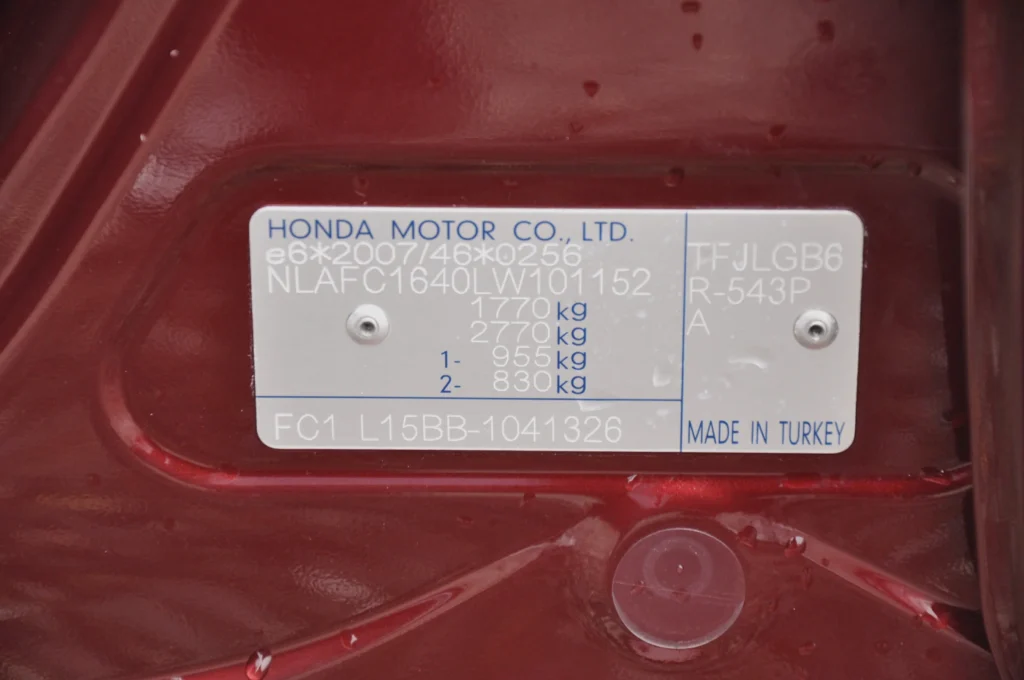 HONDA MOTOR CO., LTD.
e6*2007/46*0256
NLAFC1640LW101152
1770 kg
2770 kg
1- 955 kg
2- 830 kg
FC1 L15BB-1041326
TFJLGB6
R-543P
A
MADE IN TURKEY